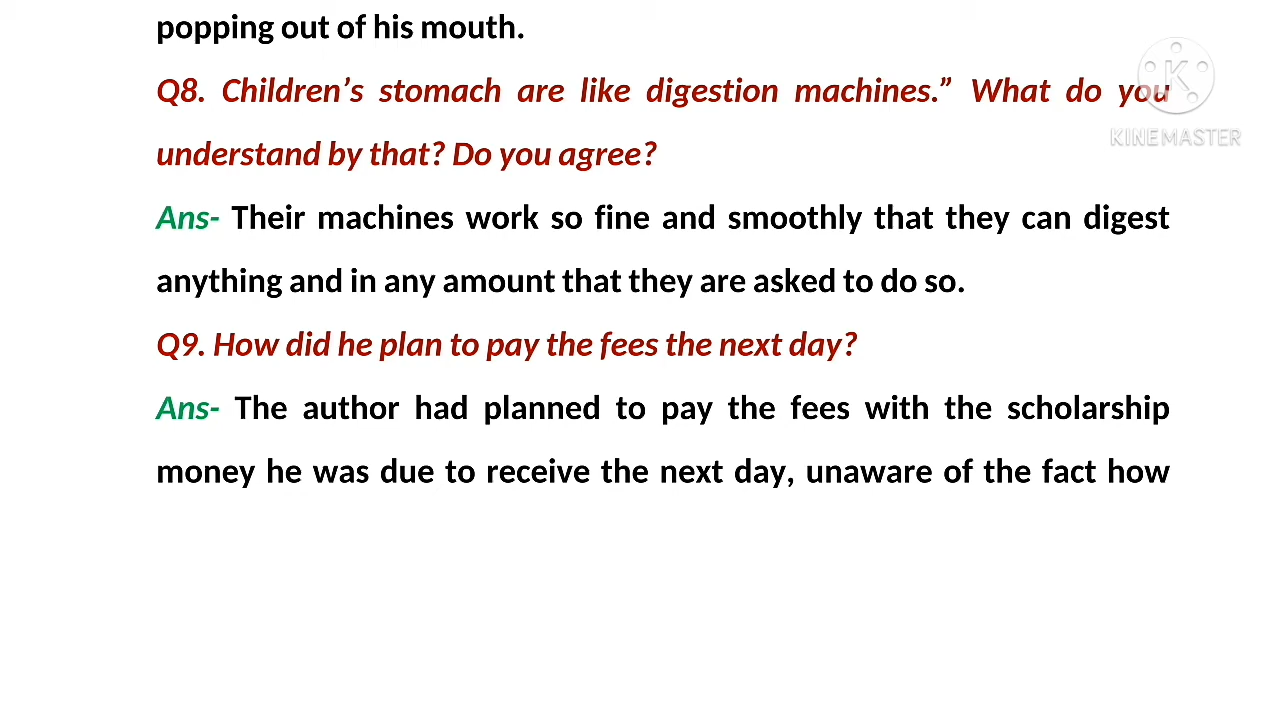 popping out of his mouth.
Q8. Children’s stomach are like digestion machines.” What do you
understand by that? Do you agree?
Ans- Their machines work so fine and smoothly that they can digest
anything and in any amount that they are asked to do so.
Q9. How did he plan to pay the fees the next day?
Ans- The author had planned to pay the fees with the scholarship
money he was due to receive the next day, unaware of the fact how
K
KINEMASTER